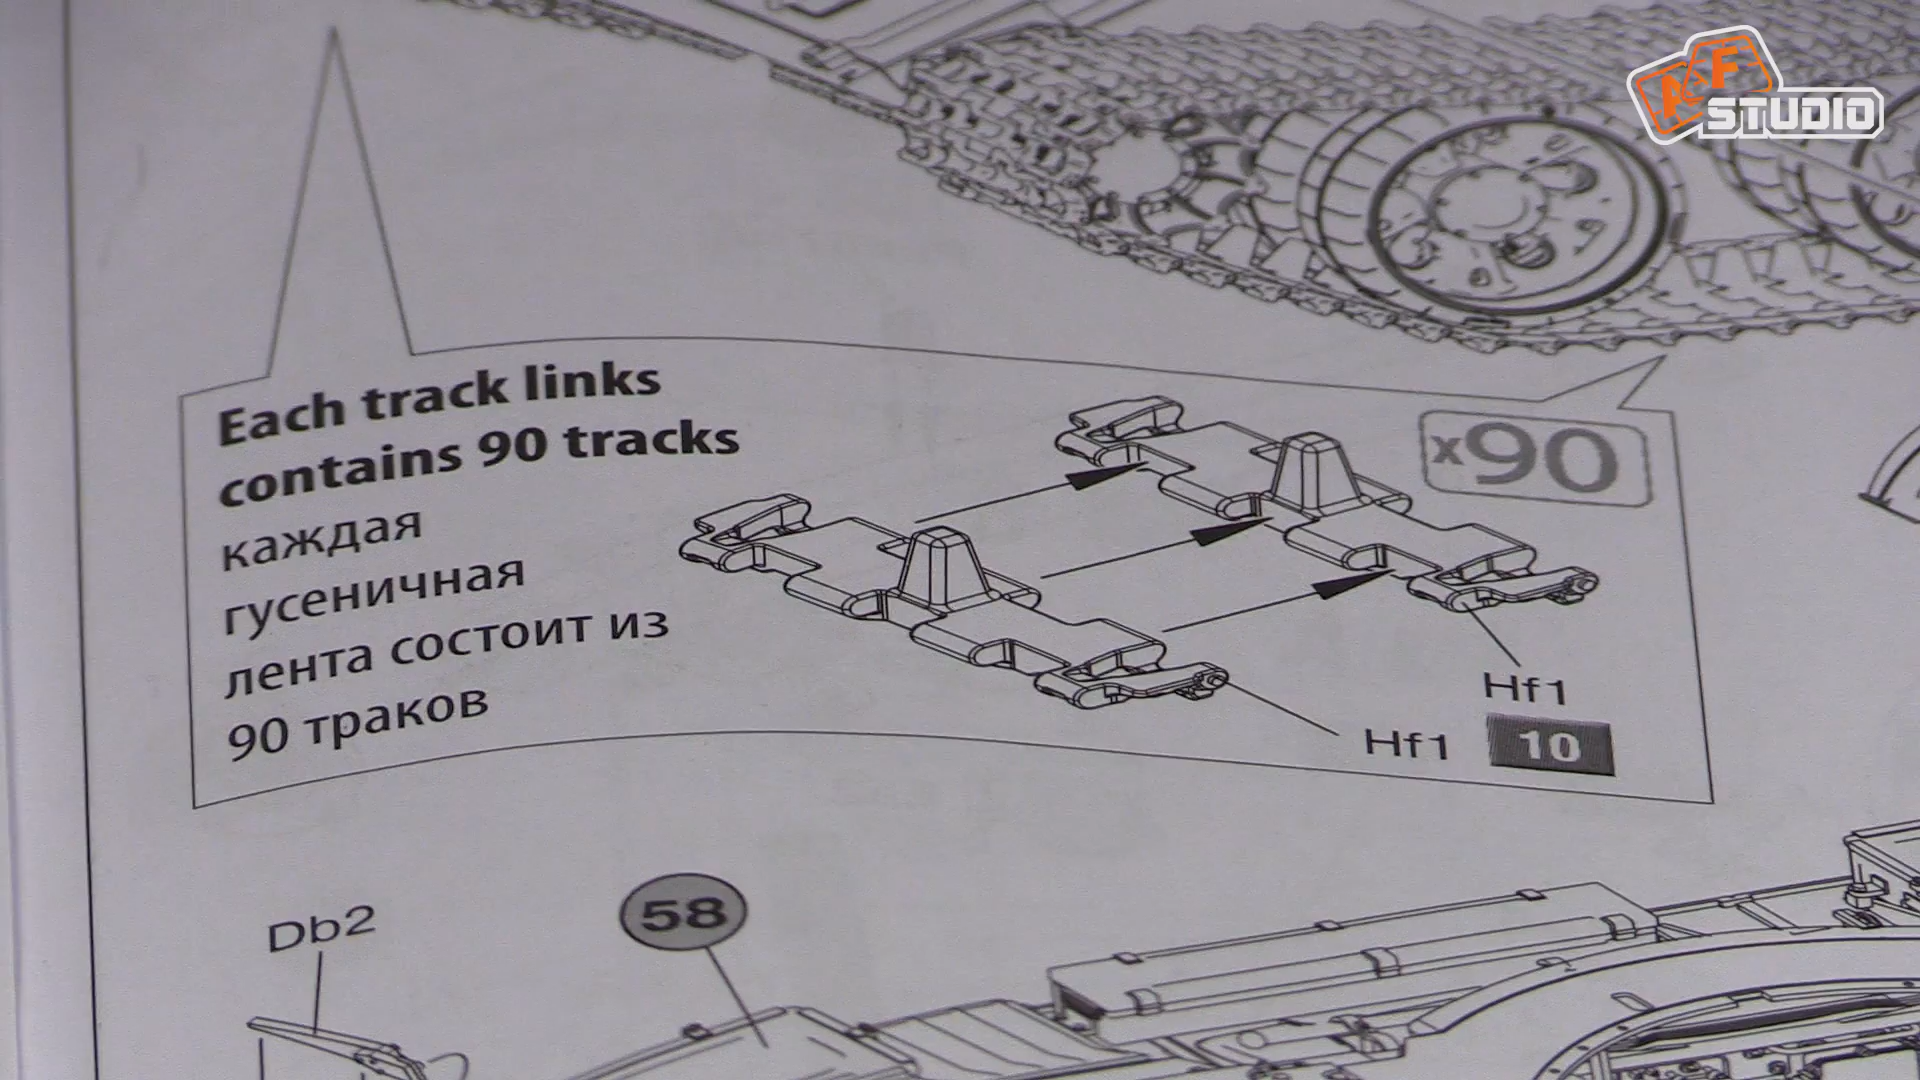 AFF
STUDIO
Each track links
contains 90 tracks
каждая
гусеничная
лента состоит из
90 траков
x90
Hf1
Hf1 10
Db2
58